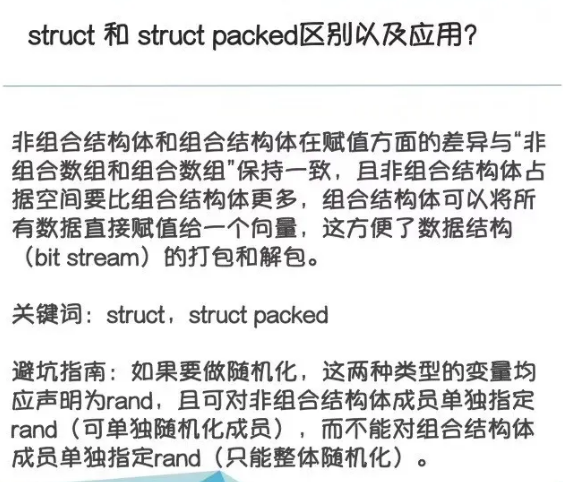 struct 和 struct packed区别以及应用?
非组合结构体和组合结构体在赋值方面的差异与“非
组合数组和组合数组”保持一致，且非组合结构体占
据空间要比组合结构体更多，组合结构体可以将所
有数据直接赋值给一个向量，这方便了数据结构
（bit stream）的打包和解包。
关键词：struct，struct packed
避坑指南：如果要做随机化，这两种类型的变量均
应声明为rand，且可对非组合结构体成员单独指定
rand（可单独随机化成员），而不能对组合结构体
成员单独指定rand（只能整体随机化）。